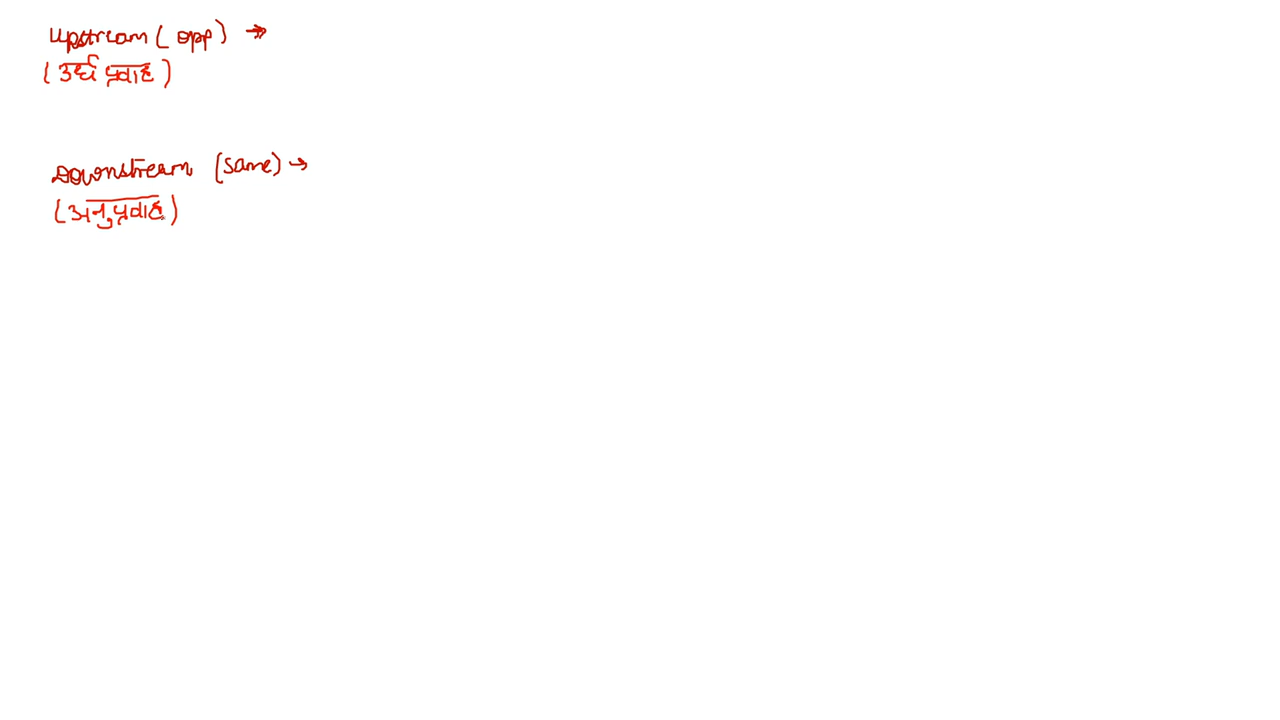 Upstream (opp) →
(उर्ध प्रवाह)
Downstream (same) →
(अनुप्रवाह)